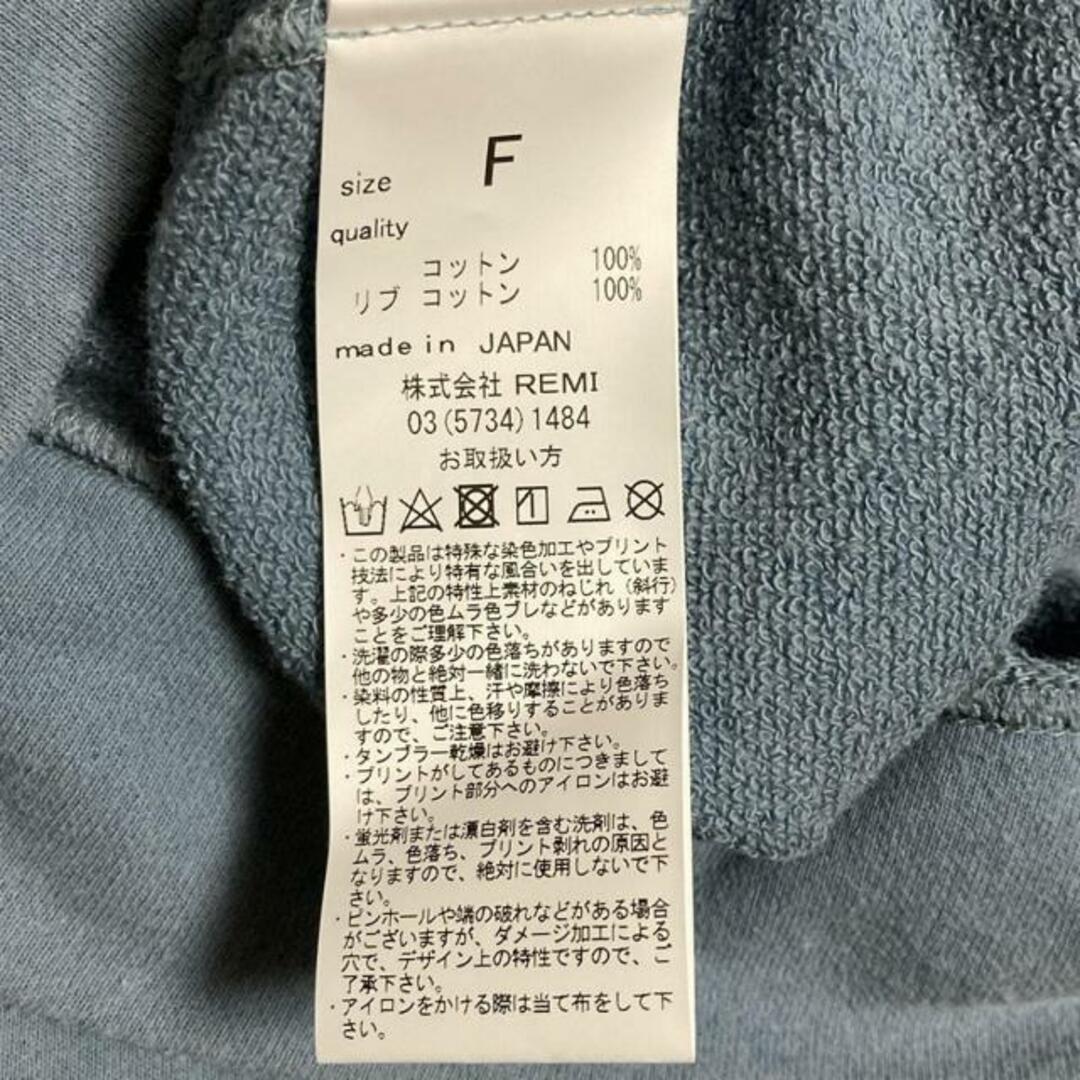 size F
quality
コットン 100%
リブ コットン 100%
made in JAPAN
株式会社 REMI
03(5734)1484
お取扱い方
・この製品は特殊な染色加工やプリント
技法により特有な風合いを出していま
す。上記の特性上素材のねじれ（斜行）
や多少の色ムラ色ブレなどがあります
ことをご理解下さい。
・洗濯の際多少の色落ちがありますので
他の物と絶対一緒に洗わないで下さい。
・染料の性質上、汗や摩擦により色落ち
したり、他に色移りすることがありま
すので、ご注意下さい。
・タンブラー乾燥はお避け下さい。
・プリントがしてあるものにつきまして
は、プリント部分へのアイロンはお避
け下さい。
・蛍光剤または漂白剤を含む洗剤は、色
ムラ、色落ち、プリント剥れの原因と
なりますので、絶対に使用しないで下
さい。
・ピンホールや端の破れなどがある場合
がございますが、ダメージ加工による
穴で、デザイン上の特性ですので、ご
了承下さい。
・アイロンをかける際は当て布をして下
さい。